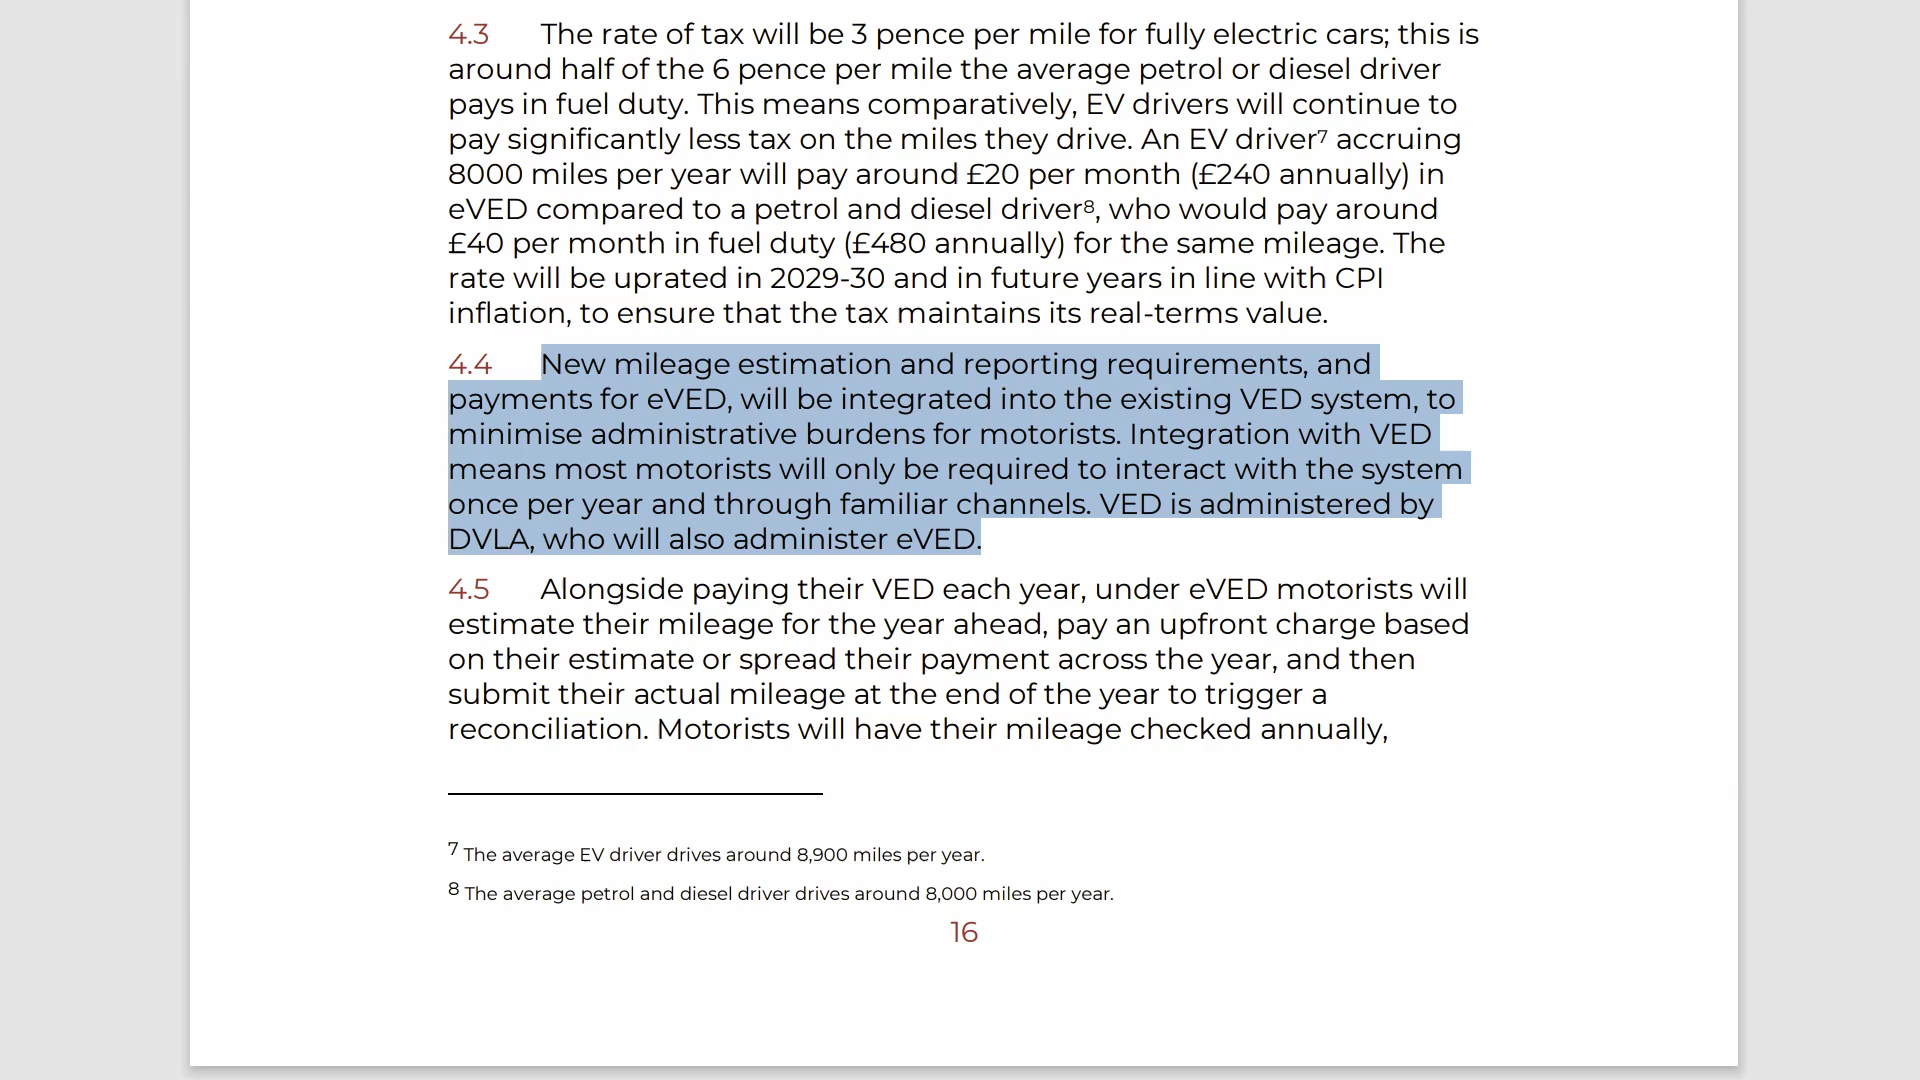 4.3 The rate of tax will be 3 pence per mile for fully electric cars; this is
around half of the 6 pence per mile the average petrol or diesel driver
pays in fuel duty. This means comparatively, EV drivers will continue to
pay significantly less tax on the miles they drive. An EV driver⁷ accruing
8000 miles per year will pay around £20 per month (£240 annually) in
eVED compared to a petrol and diesel driver⁸, who would pay around
£40 per month in fuel duty (£480 annually) for the same mileage. The
rate will be uprated in 2029-30 and in future years in line with CPI
inflation, to ensure that the tax maintains its real-terms value.
4.4 New mileage estimation and reporting requirements, and
payments for eVED, will be integrated into the existing VED system, to
minimise administrative burdens for motorists. Integration with VED
means most motorists will only be required to interact with the system
once per year and through familiar channels. VED is administered by
DVLA, who will also administer eVED.
4.5 Alongside paying their VED each year, under eVED motorists will
estimate their mileage for the year ahead, pay an upfront charge based
on their estimate or spread their payment across the year, and then
submit their actual mileage at the end of the year to trigger a
reconciliation. Motorists will have their mileage checked annually,
⁷ The average EV driver drives around 8,900 miles per year.
⁸ The average petrol and diesel driver drives around 8,000 miles per year.
16